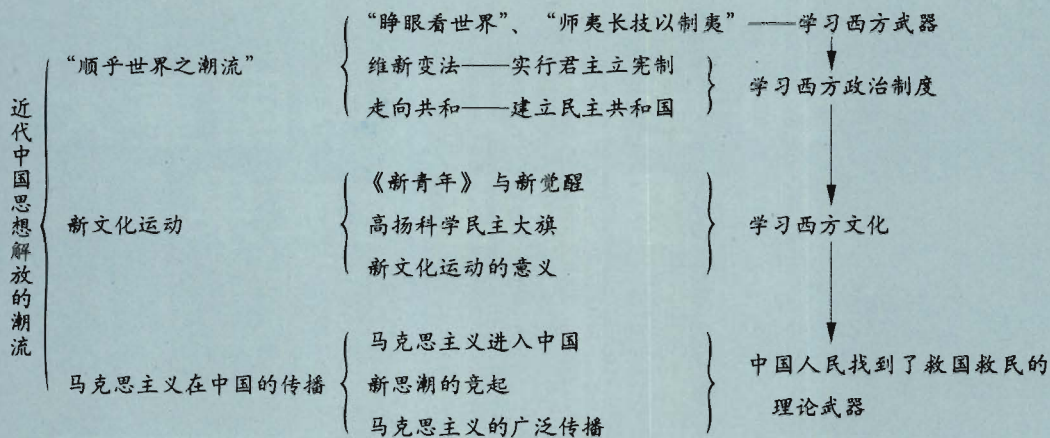 近代中国思想解放的潮流
“顺乎世界之潮流”
“睁眼看世界”、“师夷长技以制夷”——学习西方武器
维新变法——实行君主立宪制
走向共和——建立民主共和国
学习西方政治制度
新文化运动
《新青年》与新觉醒
高扬科学民主大旗
新文化运动的意义
学习西方文化
马克思主义在中国的传播
马克思主义进入中国
新思潮的竞起
马克思主义的广泛传播
中国人民找到了救国救民的
理论武器